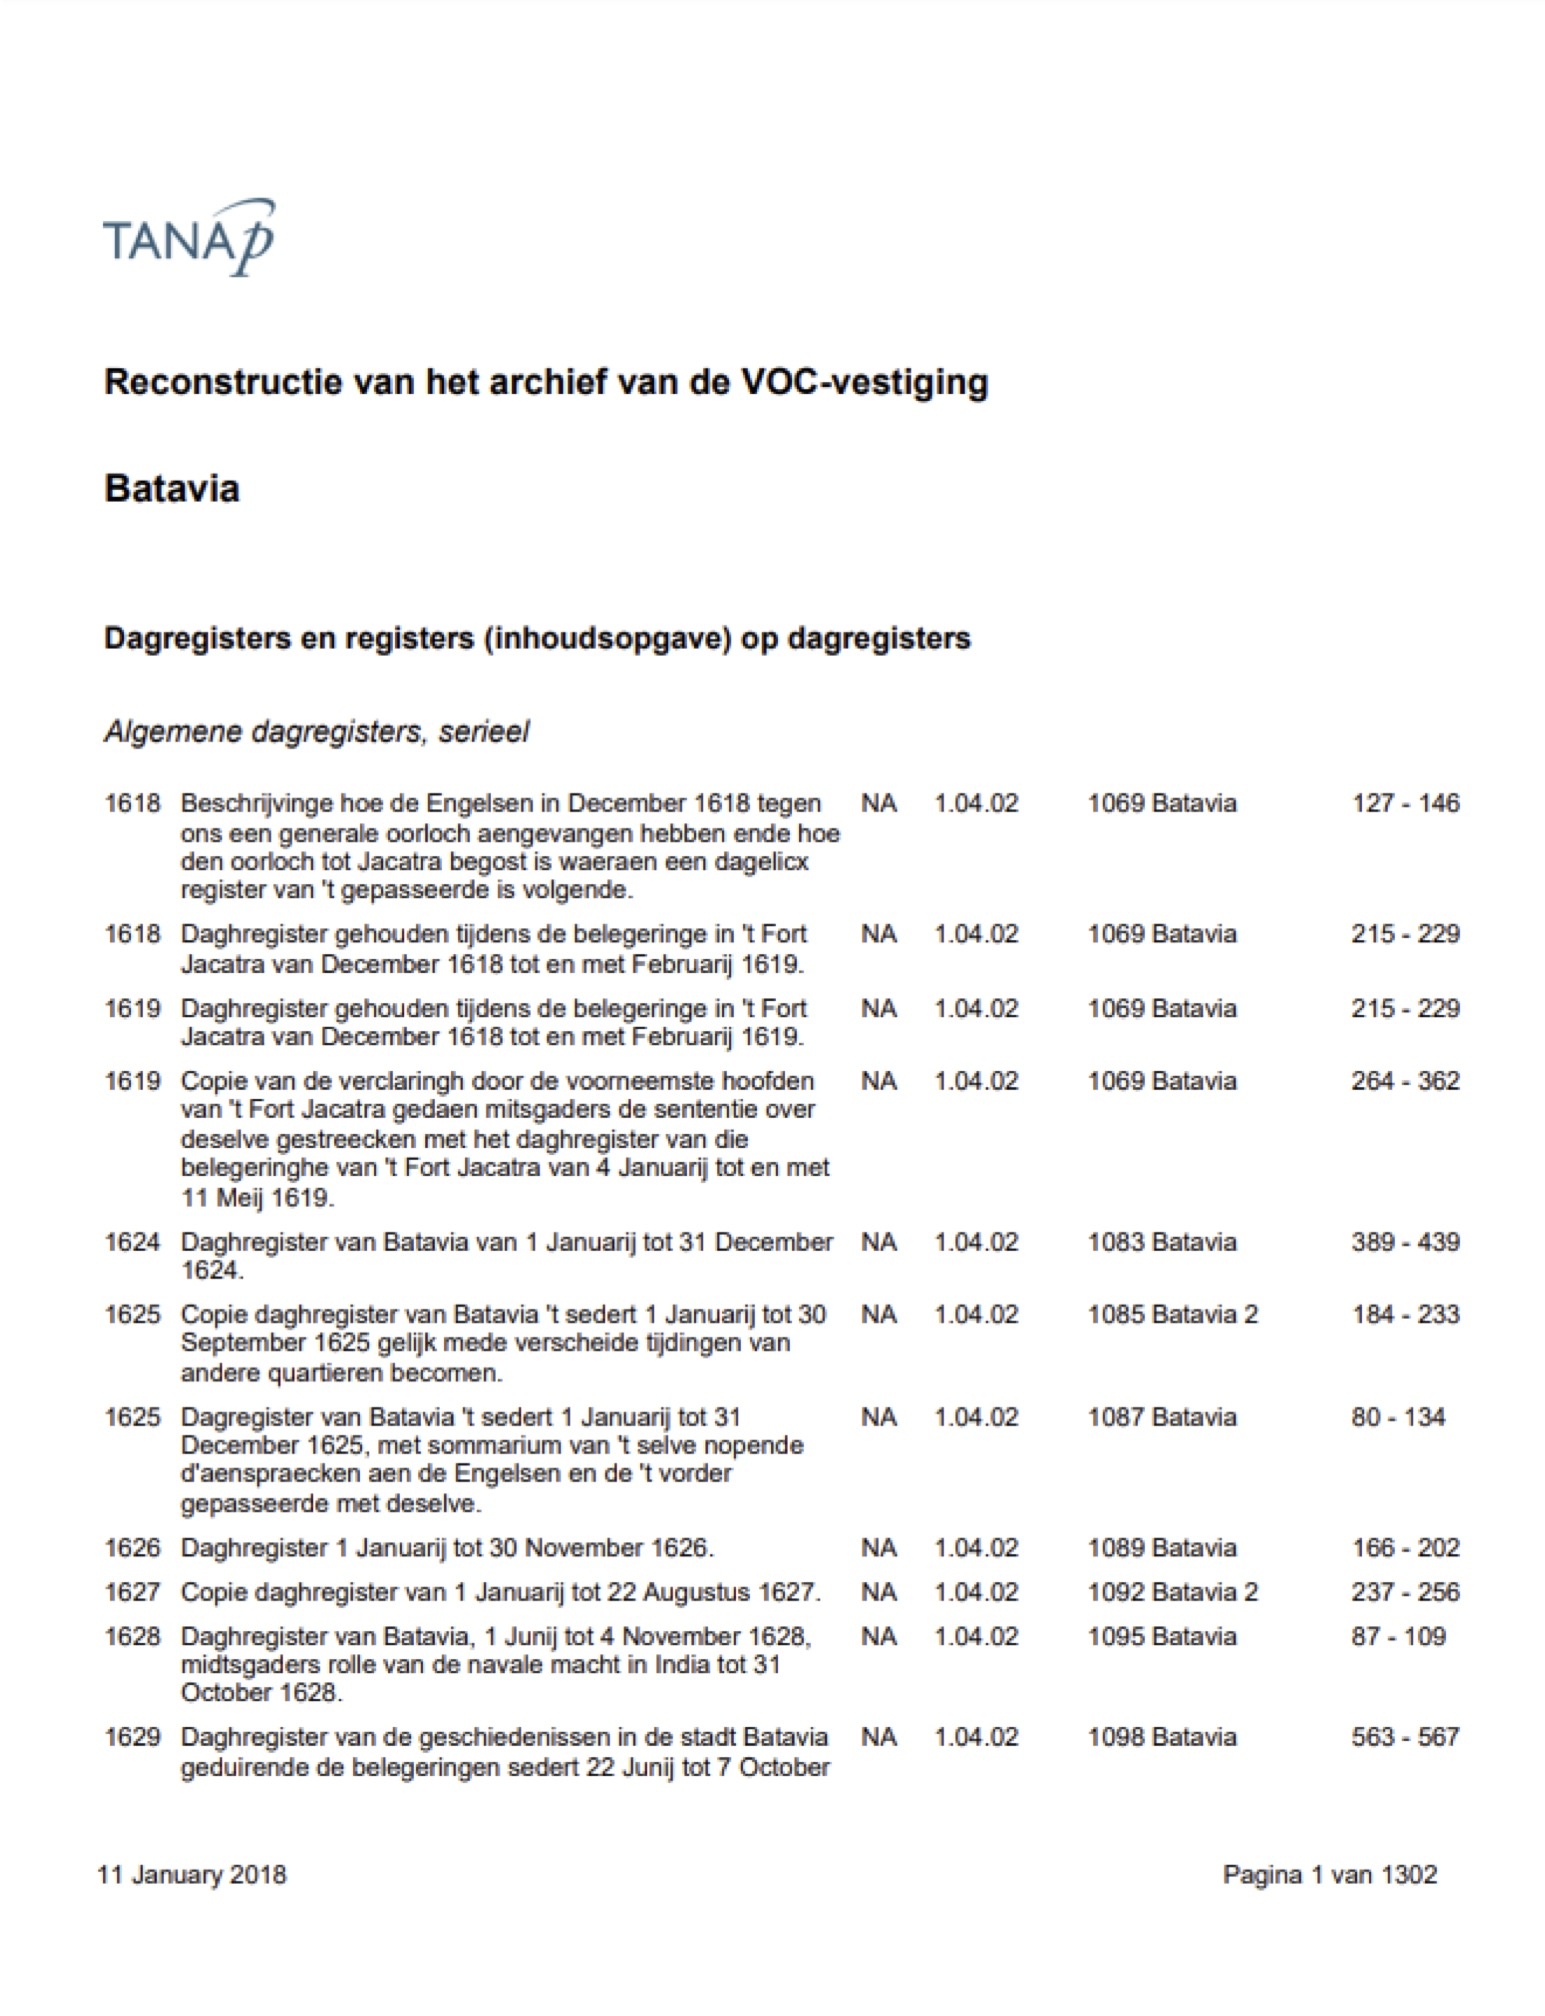 TANAP
Reconstructie van het archief van de VOC-vestiging
Batavia
Dagregisters en registers (inhoudsopgave) op dagregisters
Algemene dagregisters, serieel
1618 Beschrijvinge hoe de Engelsen in December 1618 tegen NA 1.04.02 1069 Batavia 127 - 146
ons een generale oorloch aengevangen hebben ende hoe
den oorloch tot Jacatra begost is waeraen een dagelicx
register van 't gepasseerde is volgende.
1618 Daghregister gehouden tijdens de belegeringe in 't Fort NA 1.04.02 1069 Batavia 215 - 229
Jacatra van December 1618 tot en met Februarij 1619.
1619 Daghregister gehouden tijdens de belegeringe in 't Fort NA 1.04.02 1069 Batavia 215 - 229
Jacatra van December 1618 tot en met Februarij 1619.
1619 Copie van de verclaringh door de voorneemste hoofden NA 1.04.02 1069 Batavia 264 - 362
van 't Fort Jacatra gedaen mitsgaders de sententie over
deselve gestreecken met het daghregister van die
belegeringhe van 't Fort Jacatra van 4 Januarij tot en met
11 Meij 1619.
1624 Daghregister van Batavia van 1 Januarij tot 31 December NA 1.04.02 1083 Batavia 389 - 439
1624.
1625 Copie daghregister van Batavia 't sedert 1 Januarij tot 30 NA 1.04.02 1085 Batavia 2 184 - 233
September 1625 gelijk mede verscheide tijdingen van
andere quartieren becomen.
1625 Dagregister van Batavia 't sedert 1 Januarij tot 31 NA 1.04.02 1087 Batavia 80 - 134
December 1625, met sommarium van 't selve nopende
d'aenspraecken aen de Engelsen en de 't vorder
gepasseerde met deselve.
1626 Daghregister 1 Januarij tot 30 November 1626. NA 1.04.02 1089 Batavia 166 - 202
1627 Copie daghregister van 1 Januarij tot 22 Augustus 1627. NA 1.04.02 1092 Batavia 2 237 - 256
1628 Daghregister van Batavia, 1 Junij tot 4 November 1628, NA 1.04.02 1095 Batavia 87 - 109
midtsgaders rolle van de navale macht in India tot 31
October 1628.
1629 Daghregister van de geschiedenissen in de stadt Batavia NA 1.04.02 1098 Batavia 563 - 567
geduirende de belegeringen sedert 22 Junij tot 7 October
11 January 2018 Pagina 1 van 1302